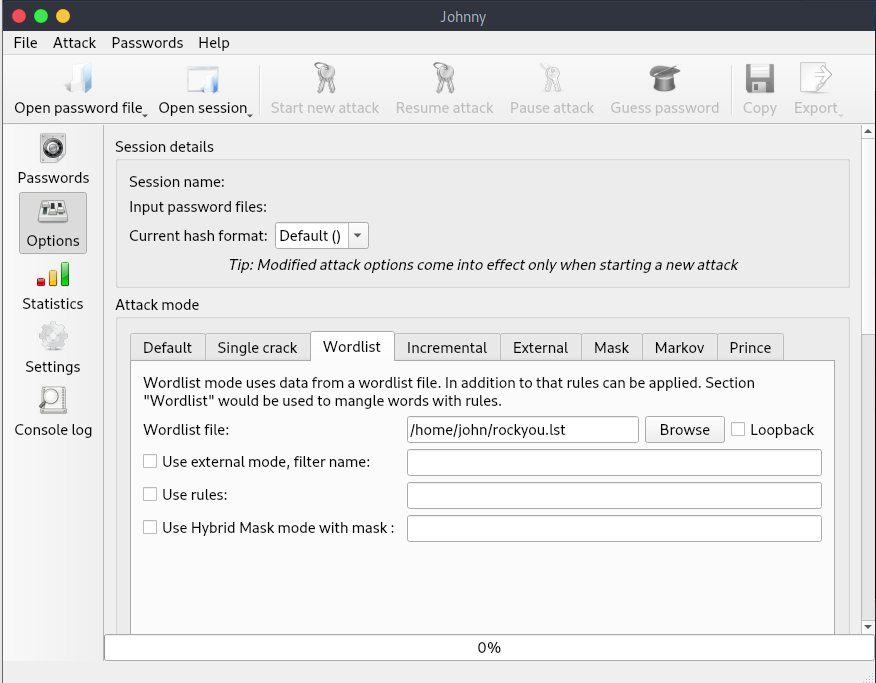 Johnny
File Attack Passwords Help
Open password file Open session Start new attack Resume attack Pause attack Guess password Copy Export
Passwords
Options
Statistics
Settings
Console log
Session details
Session name:
Input password files:
Current hash format: Default ()
Tip: Modified attack options come into effect only when starting a new attack
Attack mode
Default Single crack Wordlist Incremental External Mask Markov Prince
Wordlist mode uses data from a wordlist file. In addition to that rules can be applied. Section
"Wordlist" would be used to mangle words with rules.
Wordlist file: /home/john/rockyou.lst Browse Loopback
Use external mode, filter name:
Use rules:
Use Hybrid Mask mode with mask :
0%